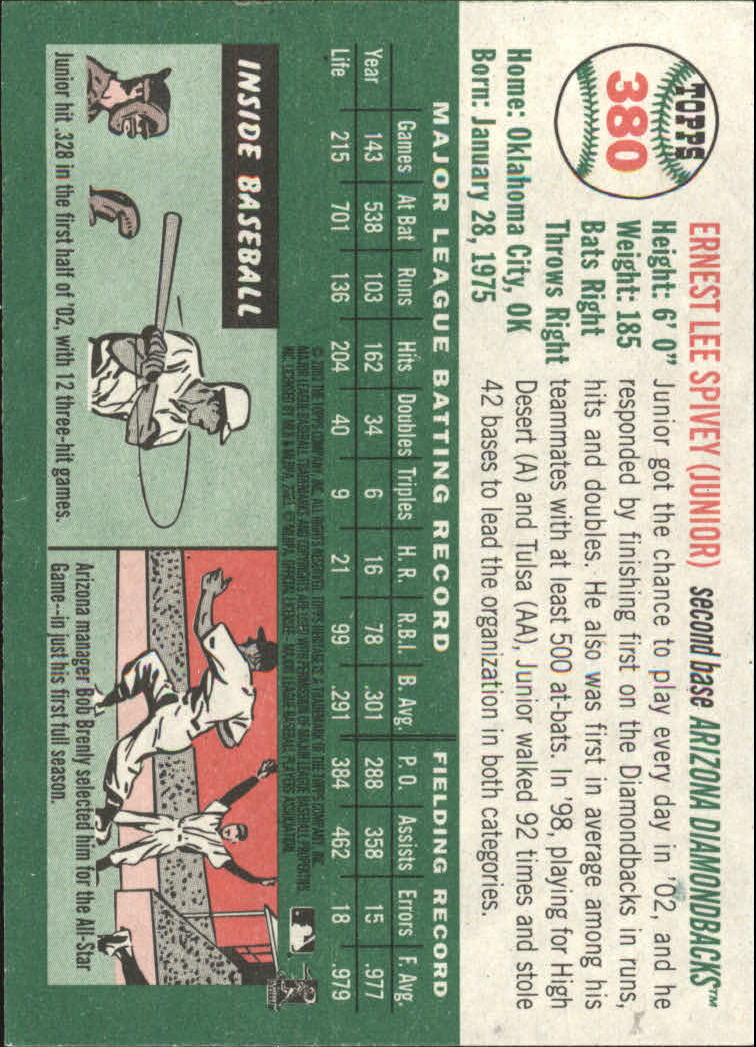 TOPPS
380
ERNEST LEE SPIVEY (JUNIOR) second base ARIZONA DIAMONDBACKS™
Height: 6' 0"
Weight: 185
Bats Right
Throws Right
Home: Oklahoma City, OK
Born: January 28, 1975
Junior got the chance to play every day in '02, and he
responded by finishing first on the Diamondbacks in runs,
hits and doubles. He also was first in average among his
teammates with at least 500 at-bats. In '98, playing for High
Desert (A) and Tulsa (AA), Junior walked 92 times and stole
42 bases to lead the organization in both categories.
MAJOR LEAGUE BATTING RECORD FIELDING RECORD
Games At Bat Runs Hits Doubles Triples H. R. R.B.I. B. Avg. P. O. Assists Errors F. Avg.
Year 143 538 103 162 34 6 16 78 .301 288 358 15 .977
Life 215 701 136 204 40 9 21 99 .291 384 462 18 .979
INSIDE BASEBALL
Junior hit .328 in the first half of '02, with 12 three-hit games.
Arizona manager Bob Brenly selected him for the All-Star
Game--in just his first full season.